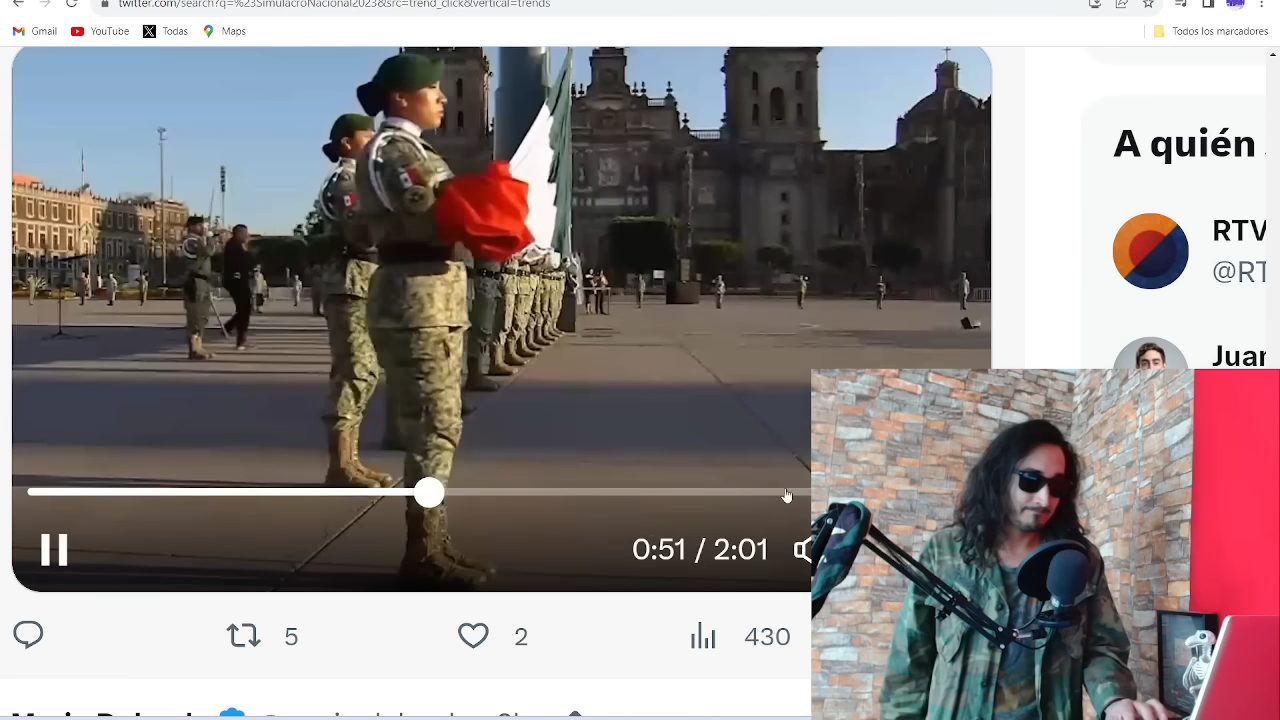 twitter.com/search?q=%23SimulacroNacional2023&src=trend_click&vertical=trends
Gmail YouTube Todas Maps Todos los marcadores
A quién
RTV
@RT
Juan
0:51 / 2:01
5 2 430